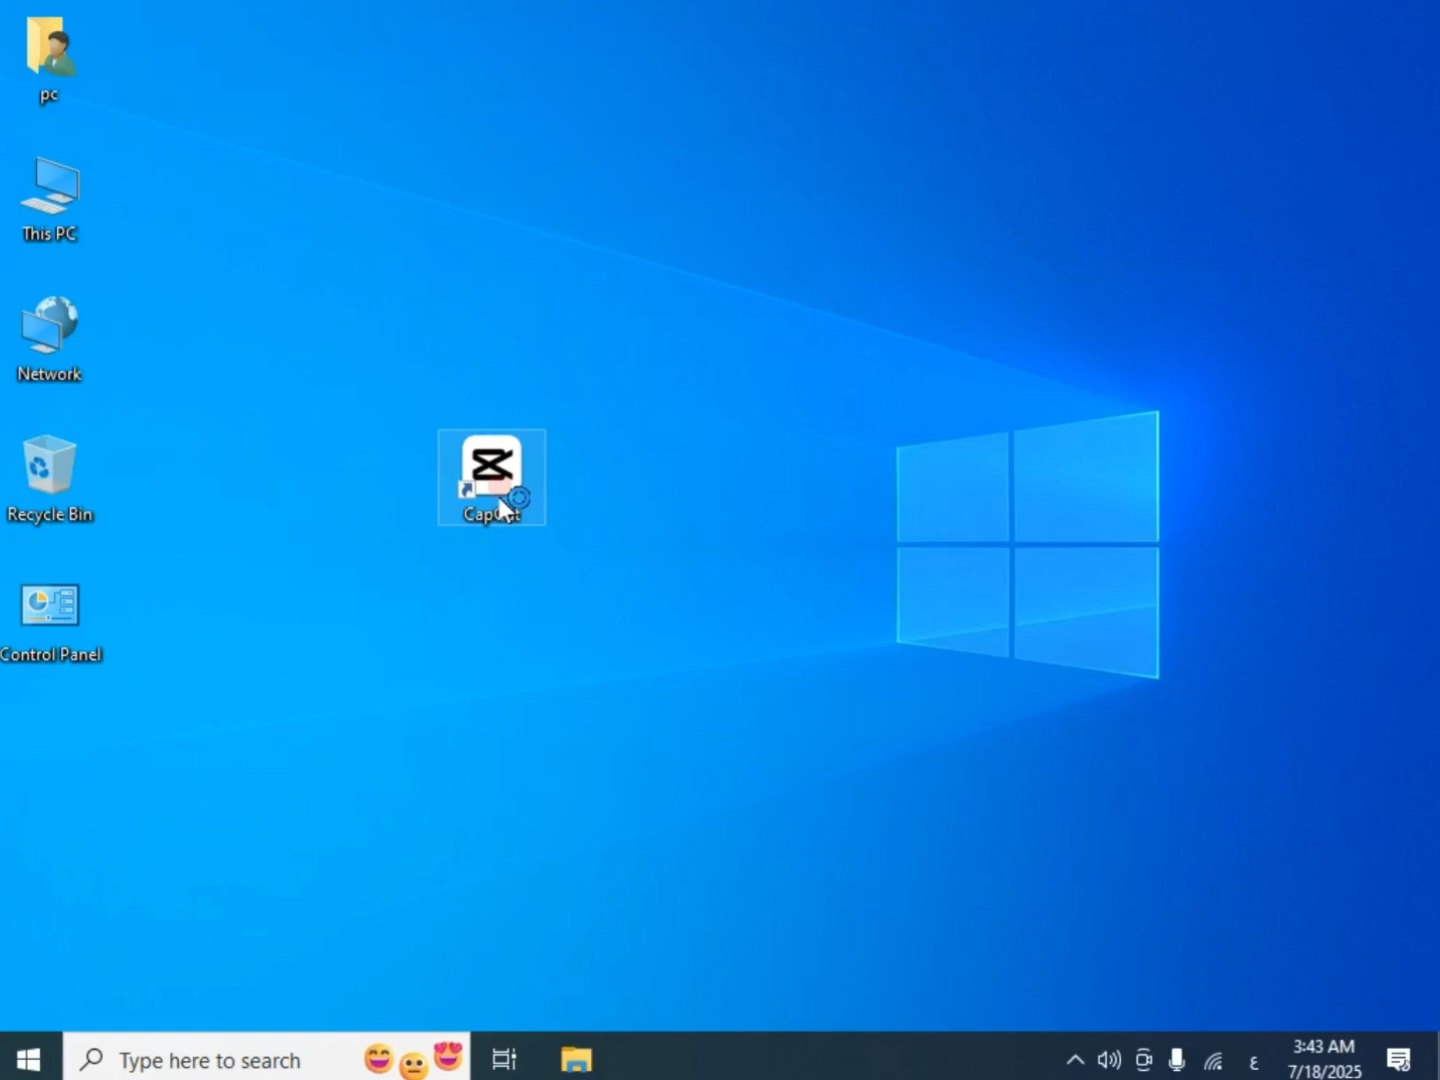 pc
This PC
Network
Recycle Bin
Control Panel
CapCut
Type here to search
ع
3:43 AM
7/18/2025